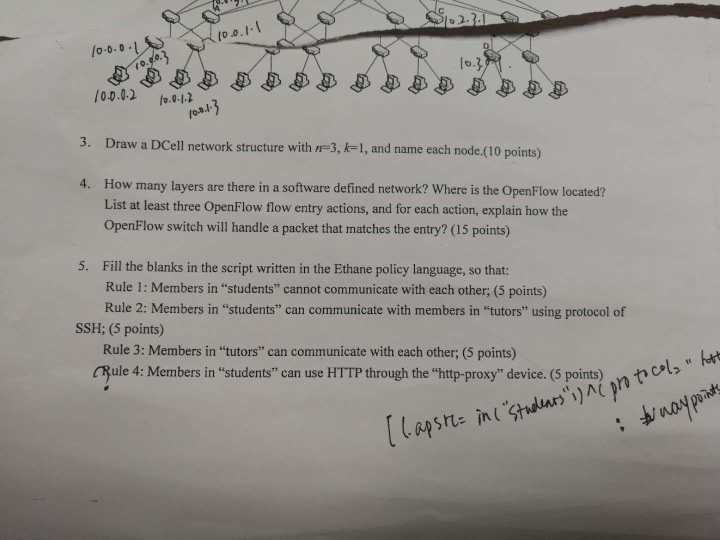 A
C
10.0.1.1
10.2.3.1
10.0.0.1
10.0.0.3
D
10.0.0.2
10.0.1.2
10.0.1.3
3. Draw a DCell network structure with n=3, k=1, and name each node.(10 points)
4. How many layers are there in a software defined network? Where is the OpenFlow located?
List at least three OpenFlow flow entry actions, and for each action, explain how the
OpenFlow switch will handle a packet that matches the entry? (15 points)
5. Fill the blanks in the script written in the Ethane policy language, so that:
Rule 1: Members in “students” cannot communicate with each other; (5 points)
Rule 2: Members in “students” can communicate with members in “tutors” using protocol of
SSH; (5 points)
Rule 3: Members in “tutors” can communicate with each other; (5 points)
Rule 4: Members in “students” can use HTTP through the “http-proxy” device. (5 points)
[(apsrc= in("students"))^(protocol="htt
: waypoints